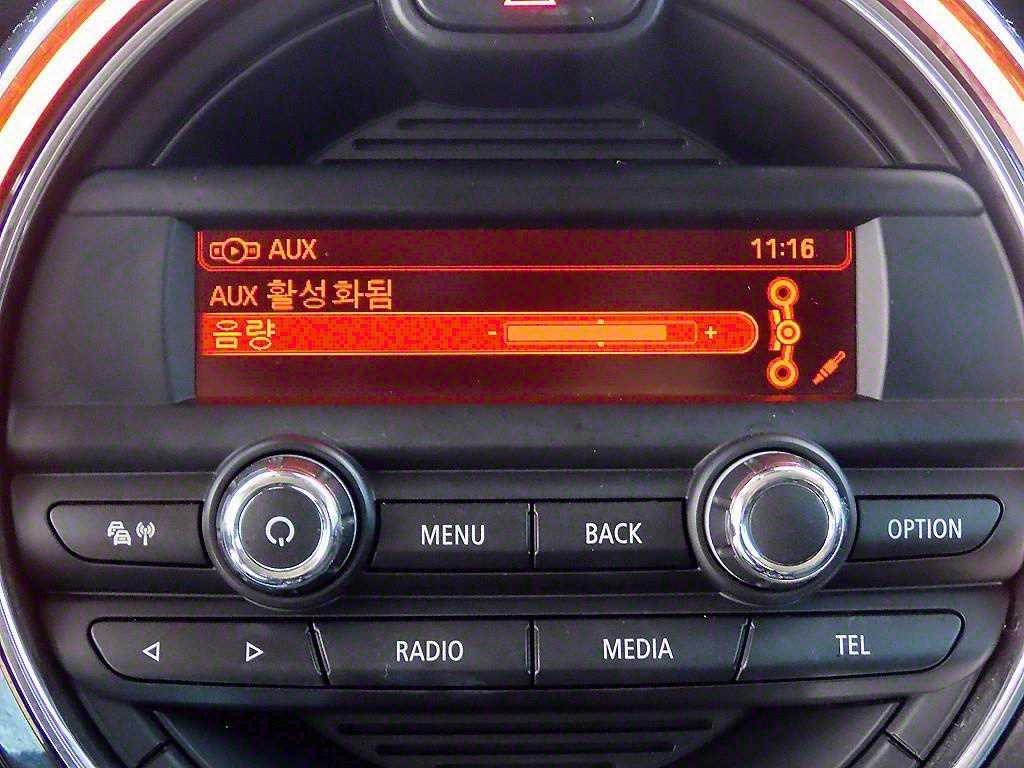 AUX 11:16
AUX 활성화됨
음량 - +
MENU BACK OPTION
RADIO MEDIA TEL